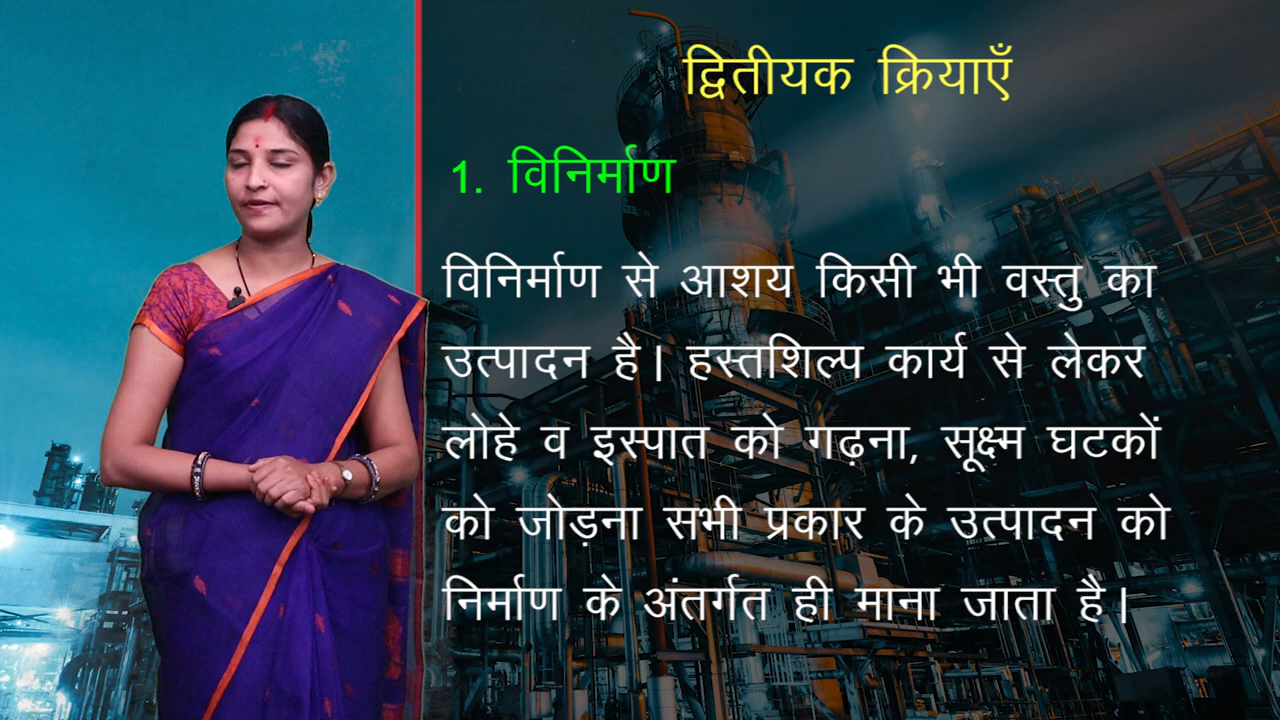 द्वितीयक क्रियाएँ
1. विनिर्माण
विनिर्माण से आशय किसी भी वस्तु का
उत्पादन है। हस्तशिल्प कार्य से लेकर
लोहे व इस्पात को गढ़ना, सूक्ष्म घटकों
को जोड़ना सभी प्रकार के उत्पादन को
निर्माण के अंतर्गत ही माना जाता है।